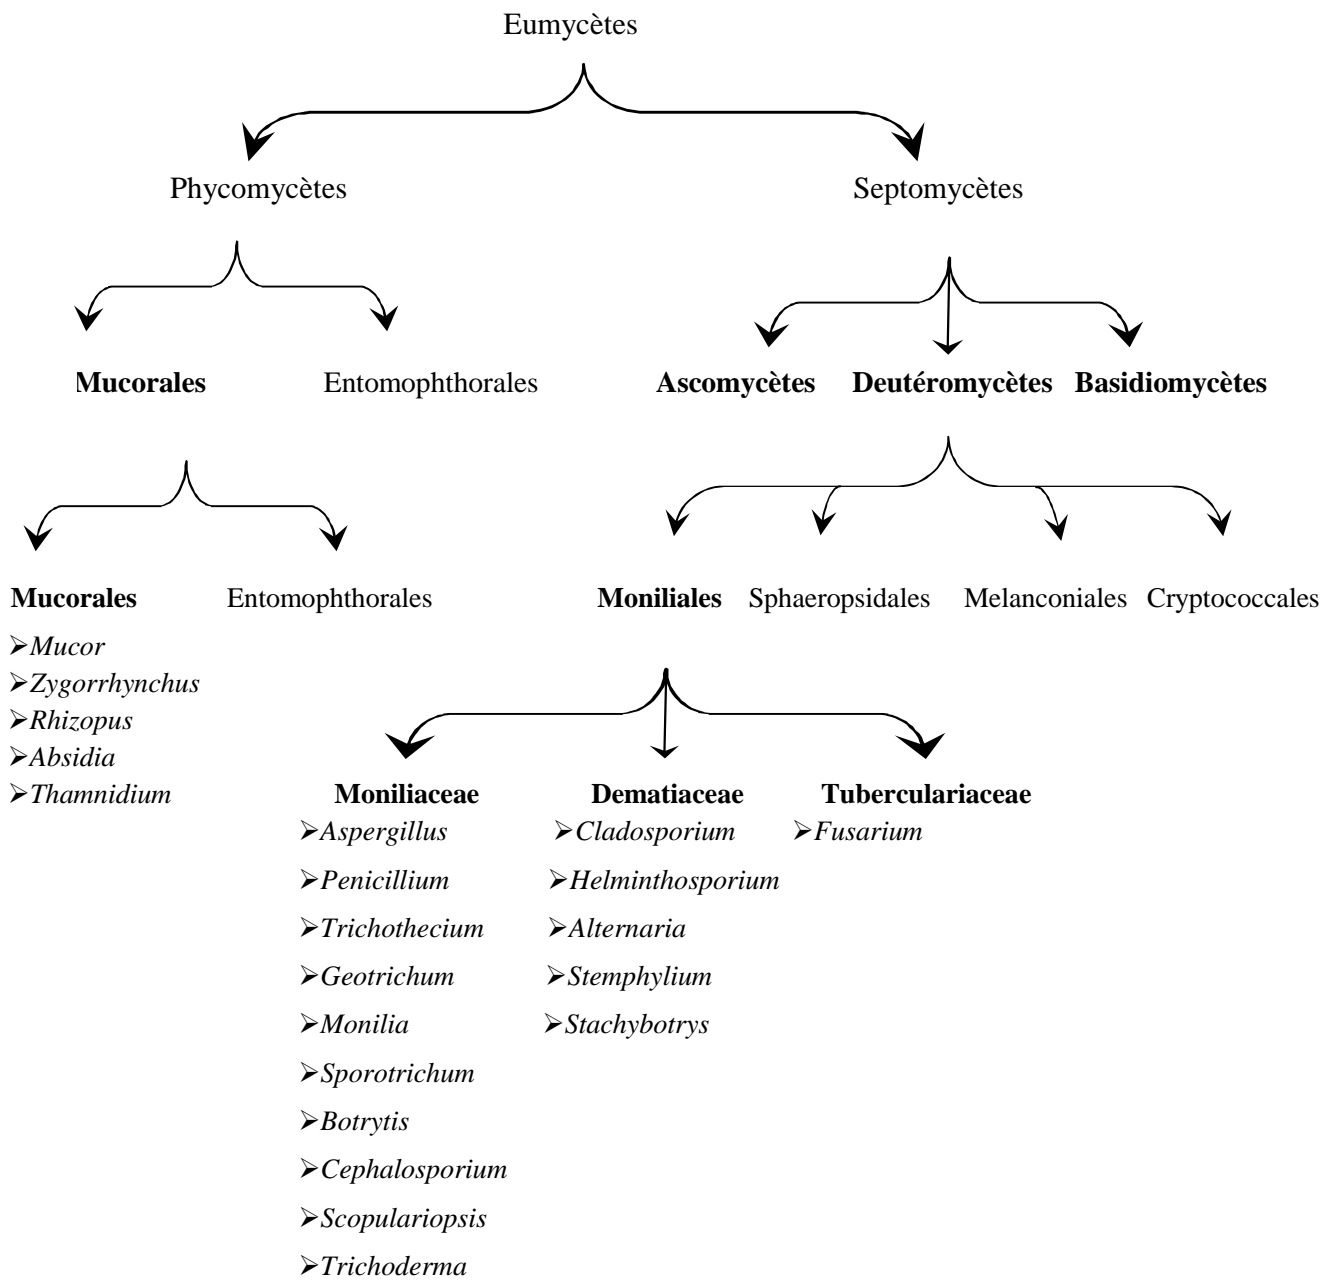 Eumycètes
Phycomycètes Septomycètes
Mucorales Entomophthorales Ascomycètes Deutéromycètes Basidiomycètes
Mucorales Entomophthorales Moniliales Sphaeropsidales Melanconiales Cryptococcales
➢Mucor
➢Zygorrhynchus
➢Rhizopus
➢Absidia
➢Thamnidium
Moniliaceae Dematiaceae Tuberculariaceae
➢Aspergillus ➢Cladosporium ➢Fusarium
➢Penicillium ➢Helminthosporium
➢Trichothecium ➢Alternaria
➢Geotrichum ➢Stemphylium
➢Monilia ➢Stachybotrys
➢Sporotrichum
➢Botrytis
➢Cephalosporium
➢Scopulariopsis
➢Trichoderma